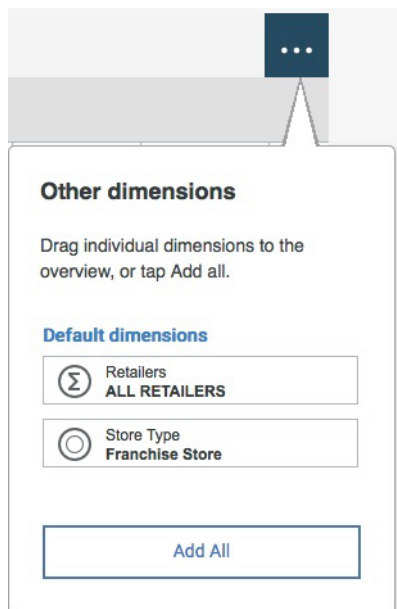 ...
Other dimensions
Drag individual dimensions to the
overview, or tap Add all.
Default dimensions
Retailers
ALL RETAILERS
Store Type
Franchise Store
Add All